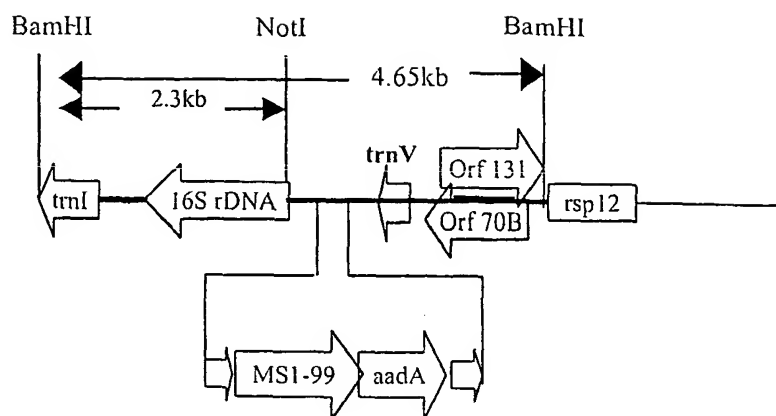 BamHI NotI BamHI
4.65kb
2.3kb
trnV
Orf 131
trnI 16S rDNA rsp12
Orf 70B
MS1-99 aadA